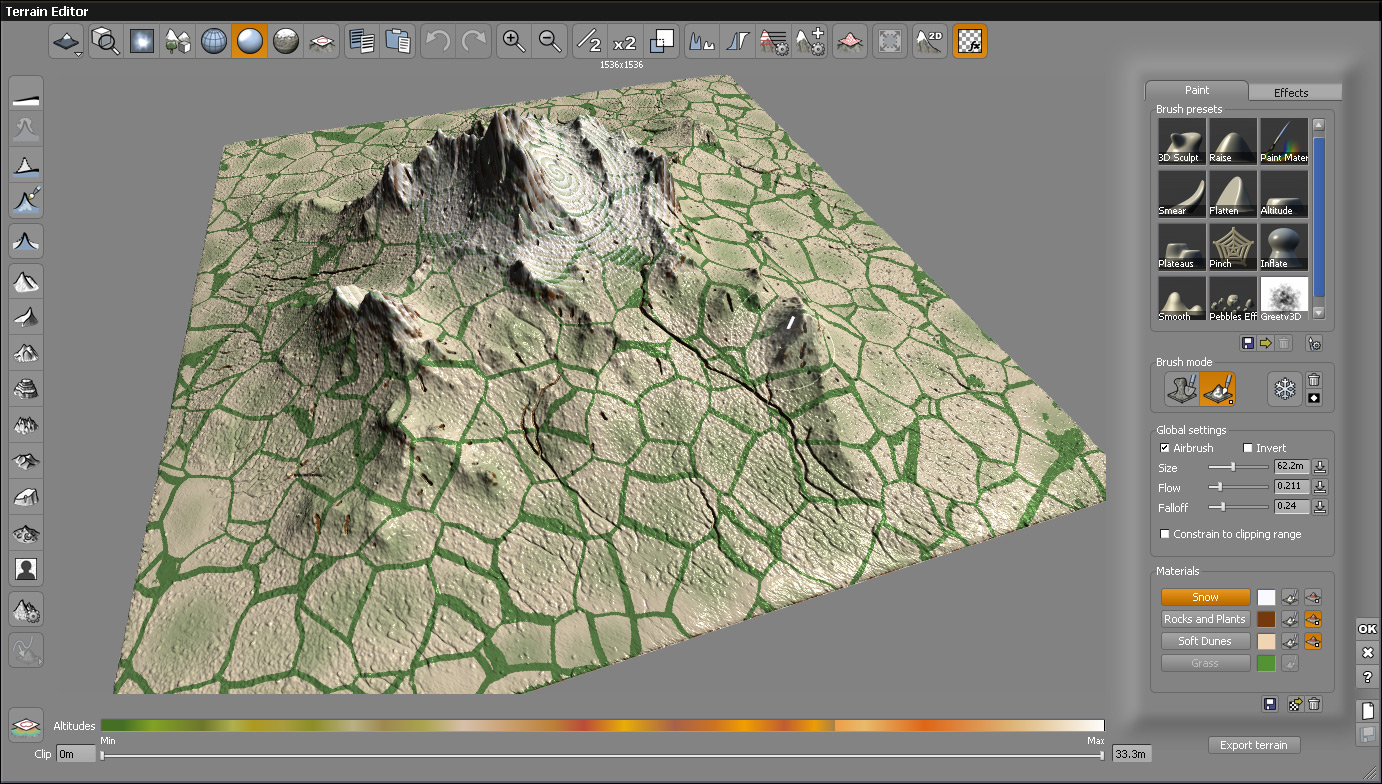 Terrain Editor
/2
x2
2D
1536x1536
Paint
Effects
Brush presets
3D Sculpt
Raise
Paint Mater
Smear
Flatten
Altitude
Plateaus
Pinch
Inflate
Smooth
Pebbles Eff
Greety3D
Brush mode
Global settings
Airbrush
Invert
Size
62.2m
Flow
0.211
Falloff
0.24
Constrain to clipping range
Materials
Snow
Rocks and Plants
Soft Dunes
Grass
OK
?
Altitudes
Min
Max
Clip
0m
33.3m
Export terrain